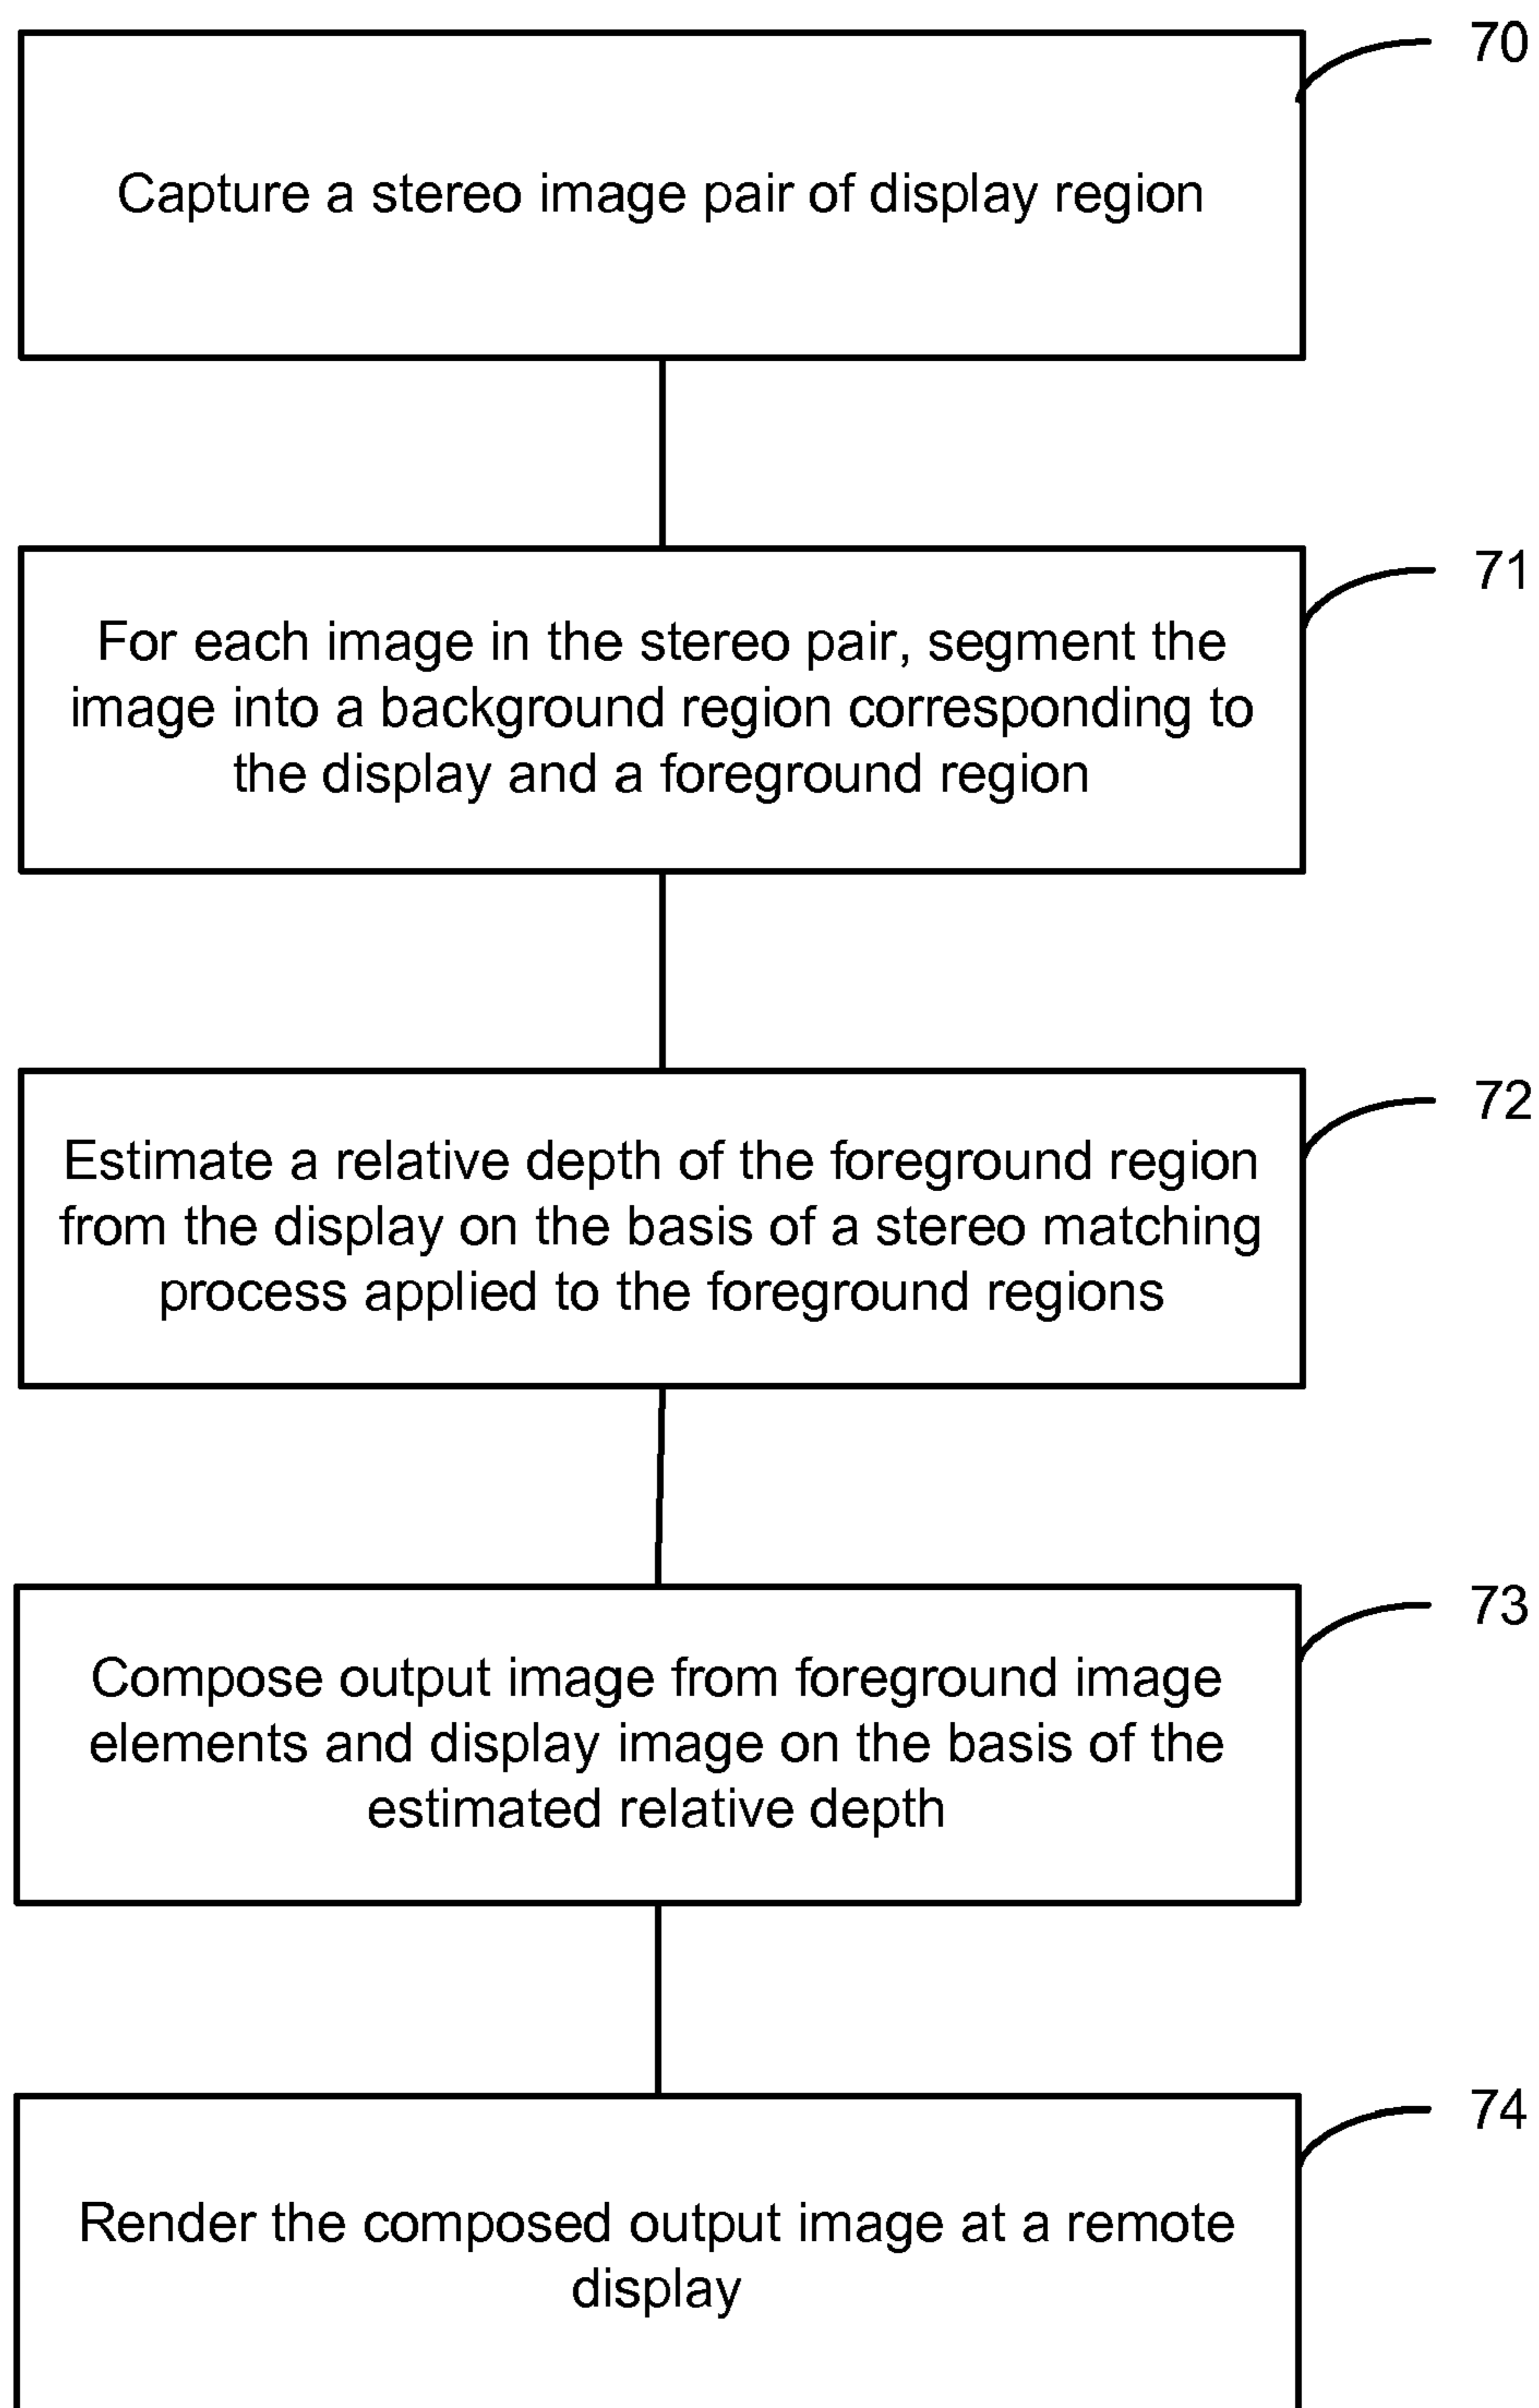 70
Capture a stereo image pair of display region
71
For each image in the stereo pair, segment the
image into a background region corresponding to
the display and a foreground region
72
Estimate a relative depth of the foreground region
from the display on the basis of a stereo matching
process applied to the foreground regions
73
Compose output image from foreground image
elements and display image on the basis of the
estimated relative depth
74
Render the composed output image at a remote
display